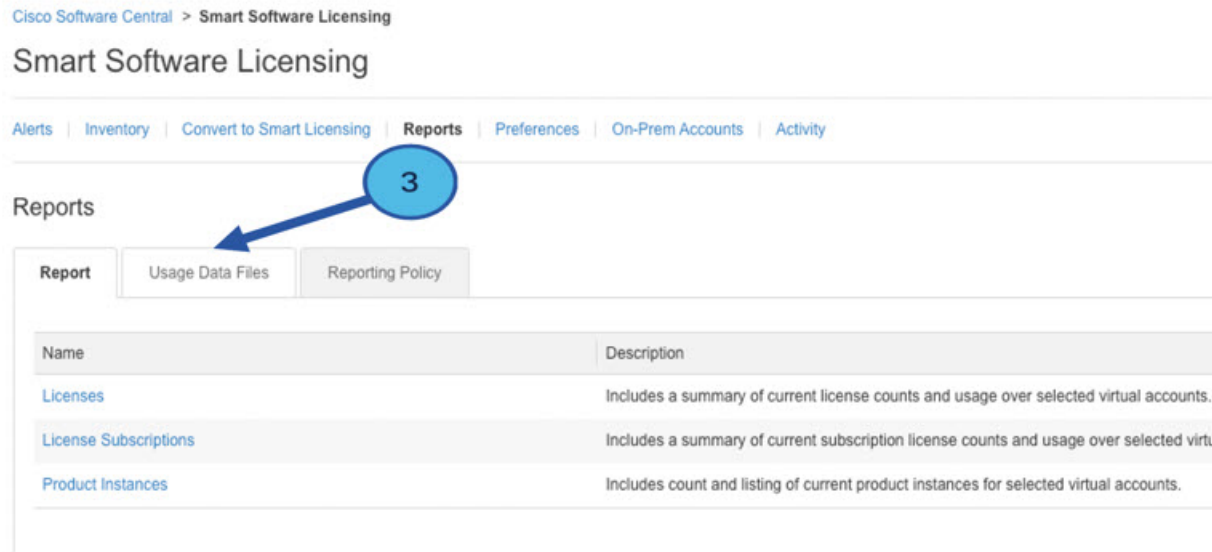 Cisco Software Central > Smart Software Licensing
Smart Software Licensing
Alerts | Inventory | Convert to Smart Licensing | Reports | Preferences | On-Prem Accounts | Activity
3
Reports
Report Usage Data Files Reporting Policy
Name Description
Licenses Includes a summary of current license counts and usage over selected virtual accounts.
License Subscriptions Includes a summary of current subscription license counts and usage over selected virtu
Product Instances Includes count and listing of current product instances for selected virtual accounts.